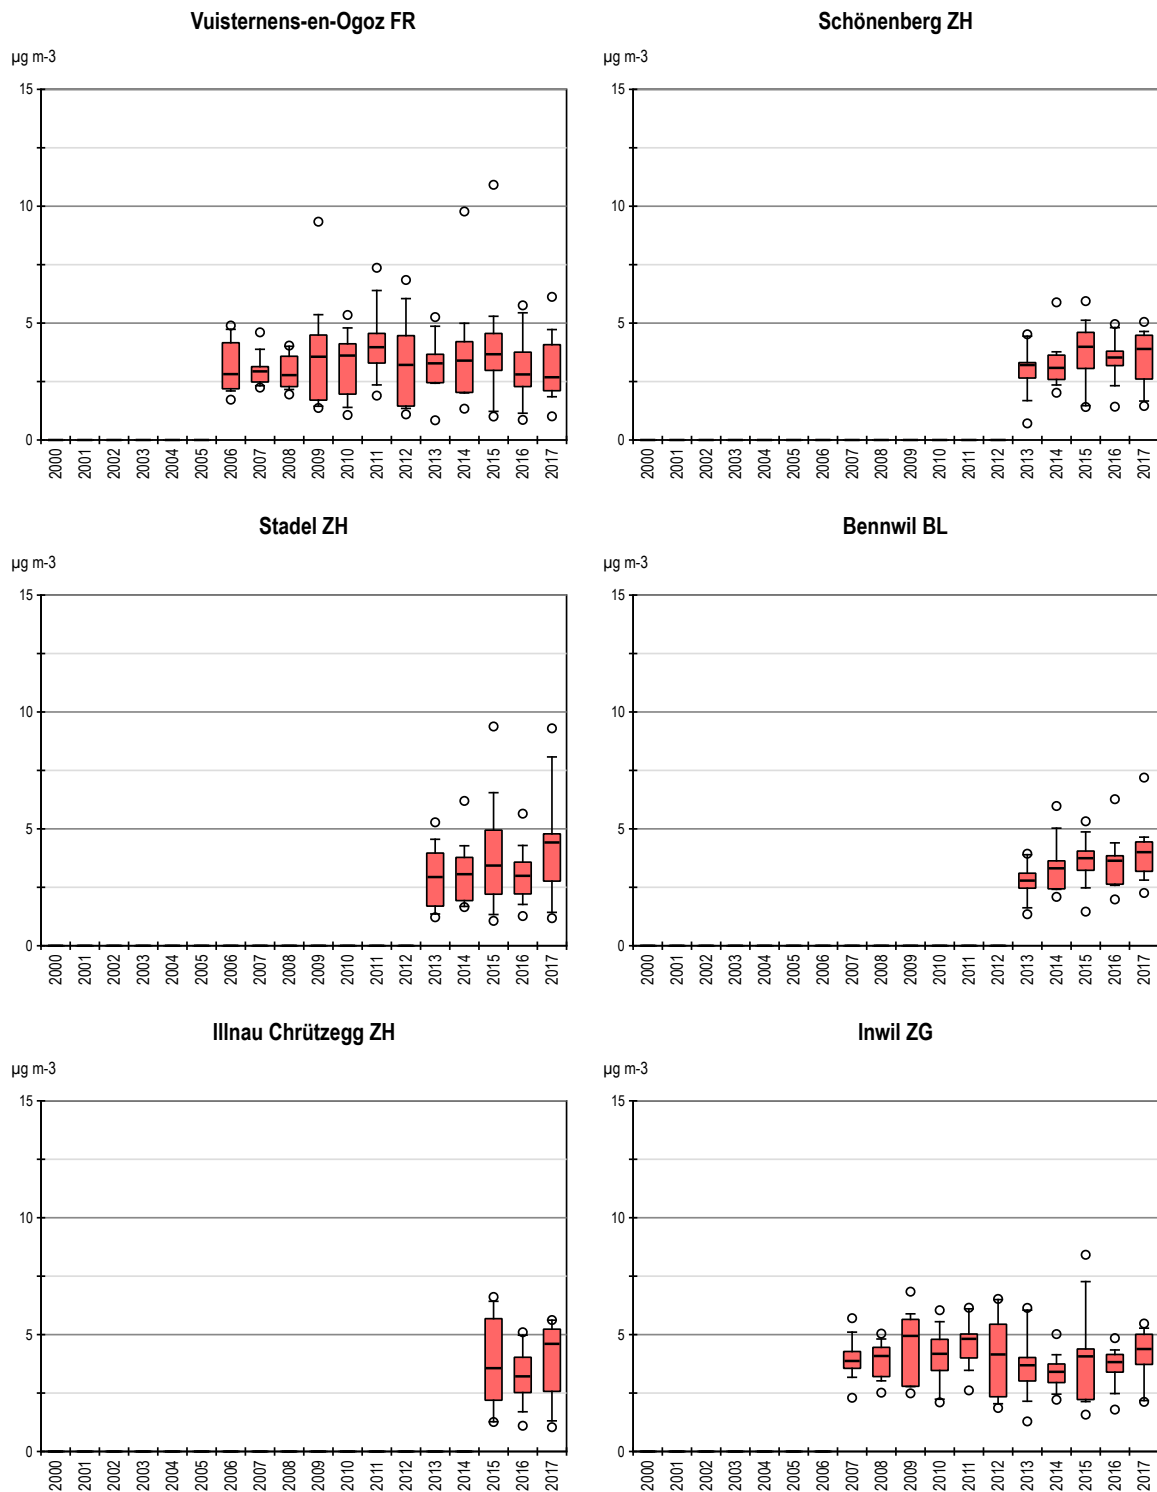 Vuisternens-en-Ogoz FR
µg m-3
15
10
5
0
2000 2001 2002 2003 2004 2005 2006 2007 2008 2009 2010 2011 2012 2013 2014 2015 2016 2017
Schönenberg ZH
µg m-3
15
10
5
0
2000 2001 2002 2003 2004 2005 2006 2007 2008 2009 2010 2011 2012 2013 2014 2015 2016 2017
Stadel ZH
µg m-3
15
10
5
0
2000 2001 2002 2003 2004 2005 2006 2007 2008 2009 2010 2011 2012 2013 2014 2015 2016 2017
Bennwil BL
µg m-3
15
10
5
0
2000 2001 2002 2003 2004 2005 2006 2007 2008 2009 2010 2011 2012 2013 2014 2015 2016 2017
Illnau Chrützegg ZH
µg m-3
15
10
5
0
2000 2001 2002 2003 2004 2005 2006 2007 2008 2009 2010 2011 2012 2013 2014 2015 2016 2017
Inwil ZG
µg m-3
15
10
5
0
2000 2001 2002 2003 2004 2005 2006 2007 2008 2009 2010 2011 2012 2013 2014 2015 2016 2017